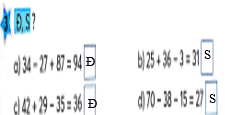 Đ, S ?
a) 34 − 27 + 87 = 94 Đ
b) 25 + 36 − 3 = 31 S
c) 42 + 29 − 35 = 36 Đ
d) 70 − 38 − 15 = 27 S